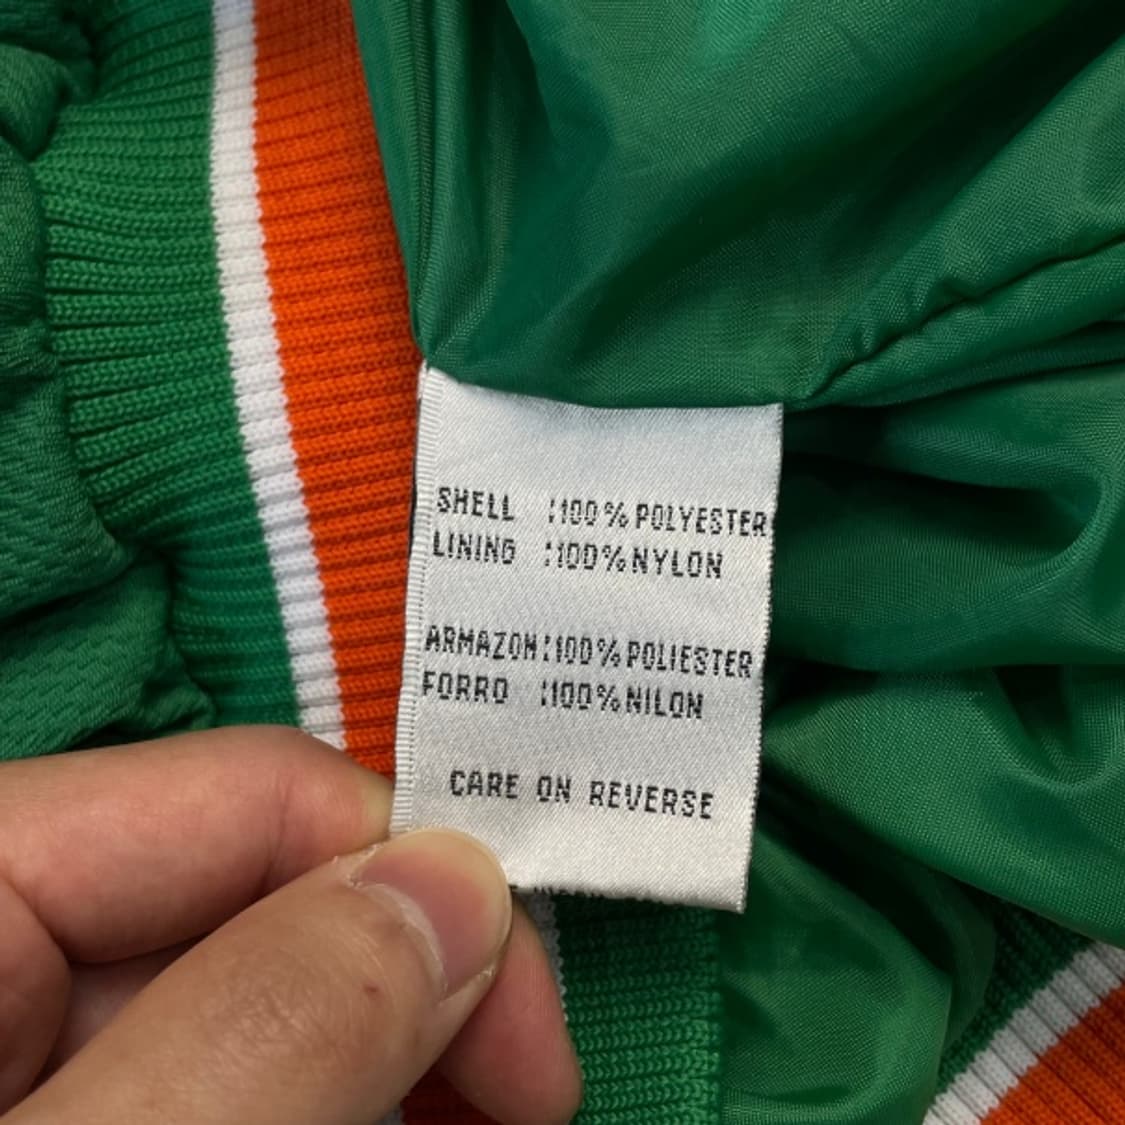 SHELL :100% POLYESTER
LINING :100% NYLON
ARMAZON:100% POLIESTER
FORRO :100% NILON
CARE ON REVERSE